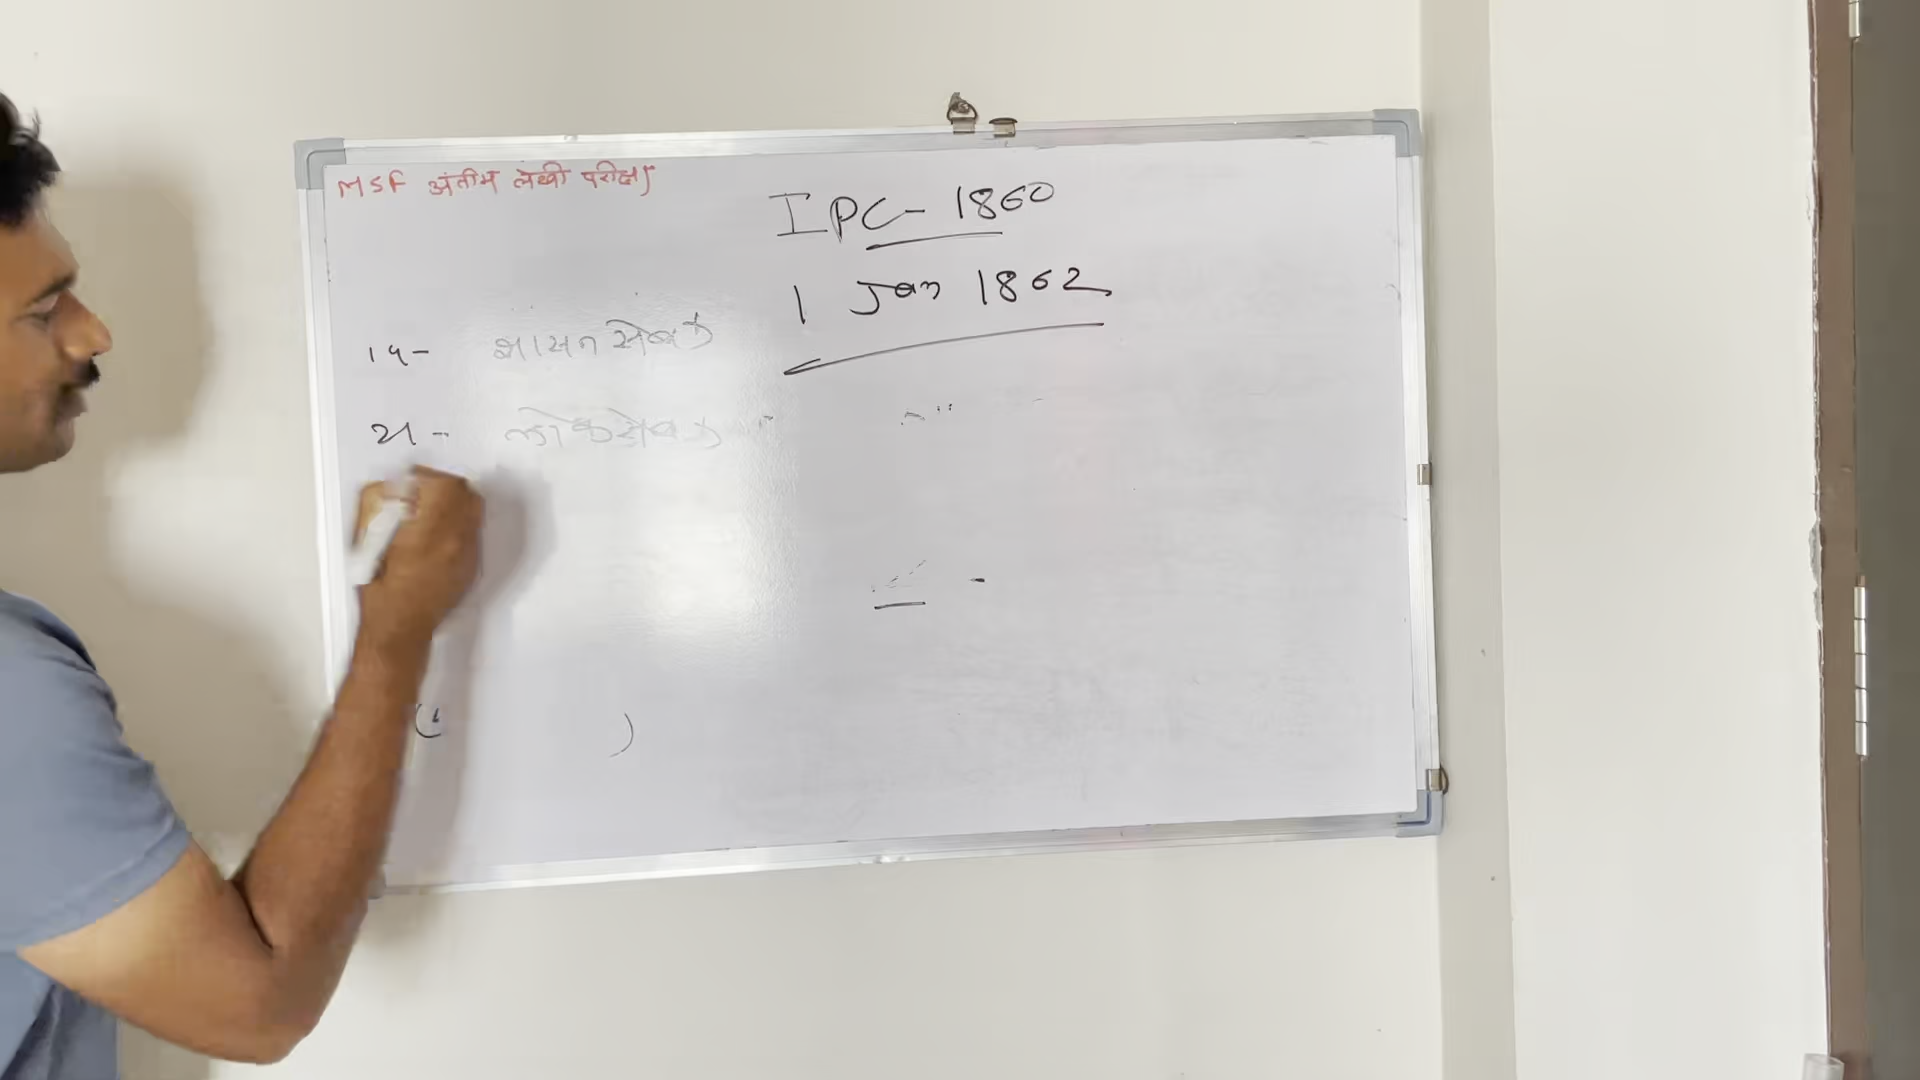 MSF अंतीम लेखी परीक्षा
IPC- 1860
1 Jan 1862
14- शासन सेवक
21- लोकसेवक
( )